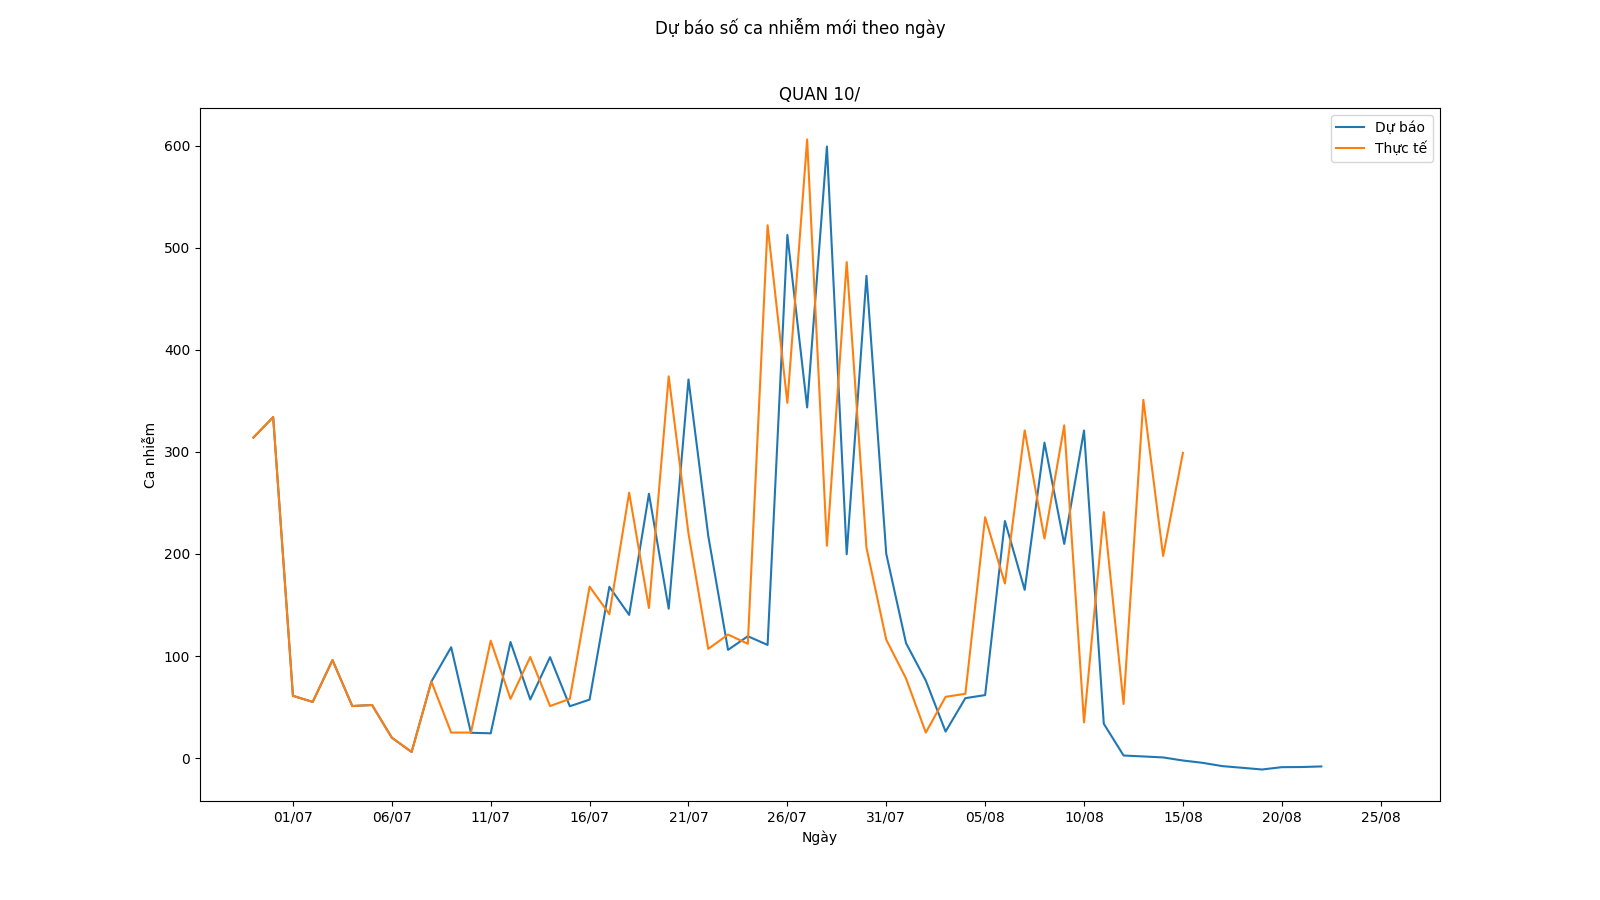 Dự báo số ca nhiễm mới theo ngày
QUAN 10/
Dự báo
Thực tế
600
500
400
300
200
100
0
Ca nhiễm
01/07 06/07 11/07 16/07 21/07 26/07 31/07 05/08 10/08 15/08 20/08 25/08
Ngày